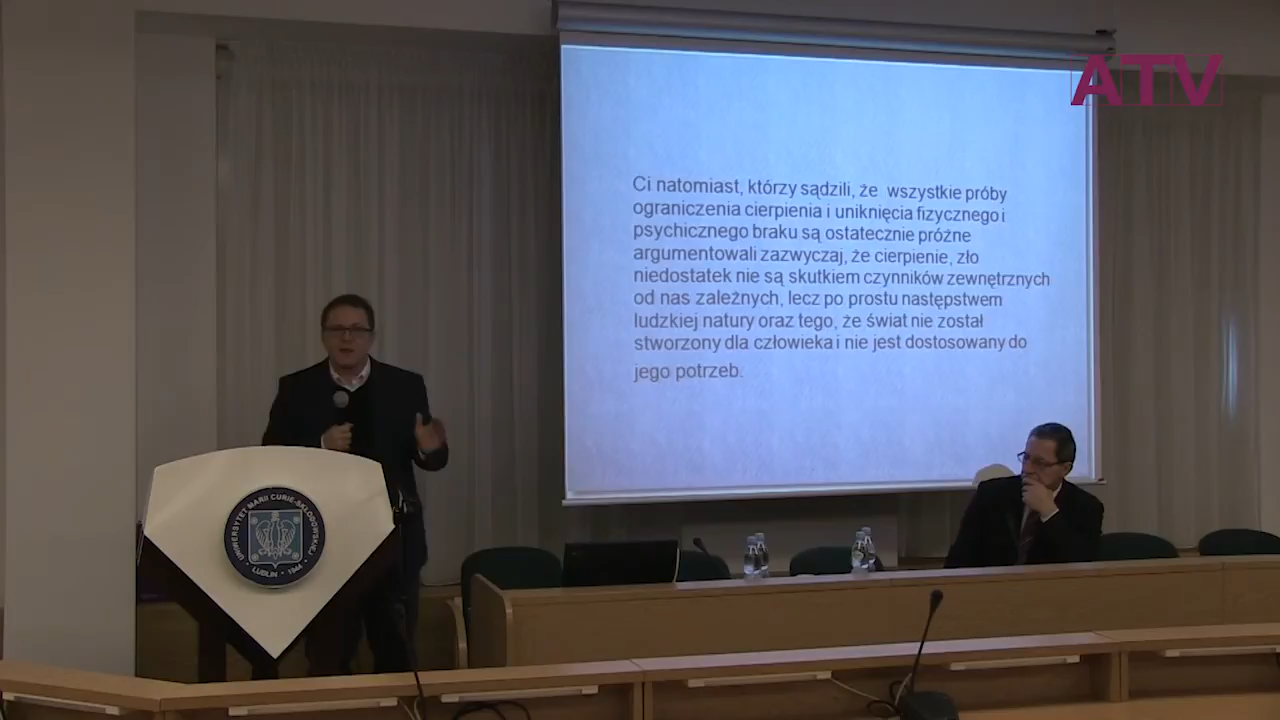 ATV
Ci natomiast, którzy sądzili, że wszystkie próby
ograniczenia cierpienia i uniknięcia fizycznego i
psychicznego braku są ostatecznie próżne
argumentowali zazwyczaj, że cierpienie, zło
niedostatek nie są skutkiem czynników zewnętrznych
od nas zależnych, lecz po prostu następstwem
ludzkiej natury oraz tego, że świat nie został
stworzony dla człowieka i nie jest dostosowany do
jego potrzeb.
UNIWERSYTET MARII CURIE-SKŁODOWSKIEJ
LUBLIN • 1944